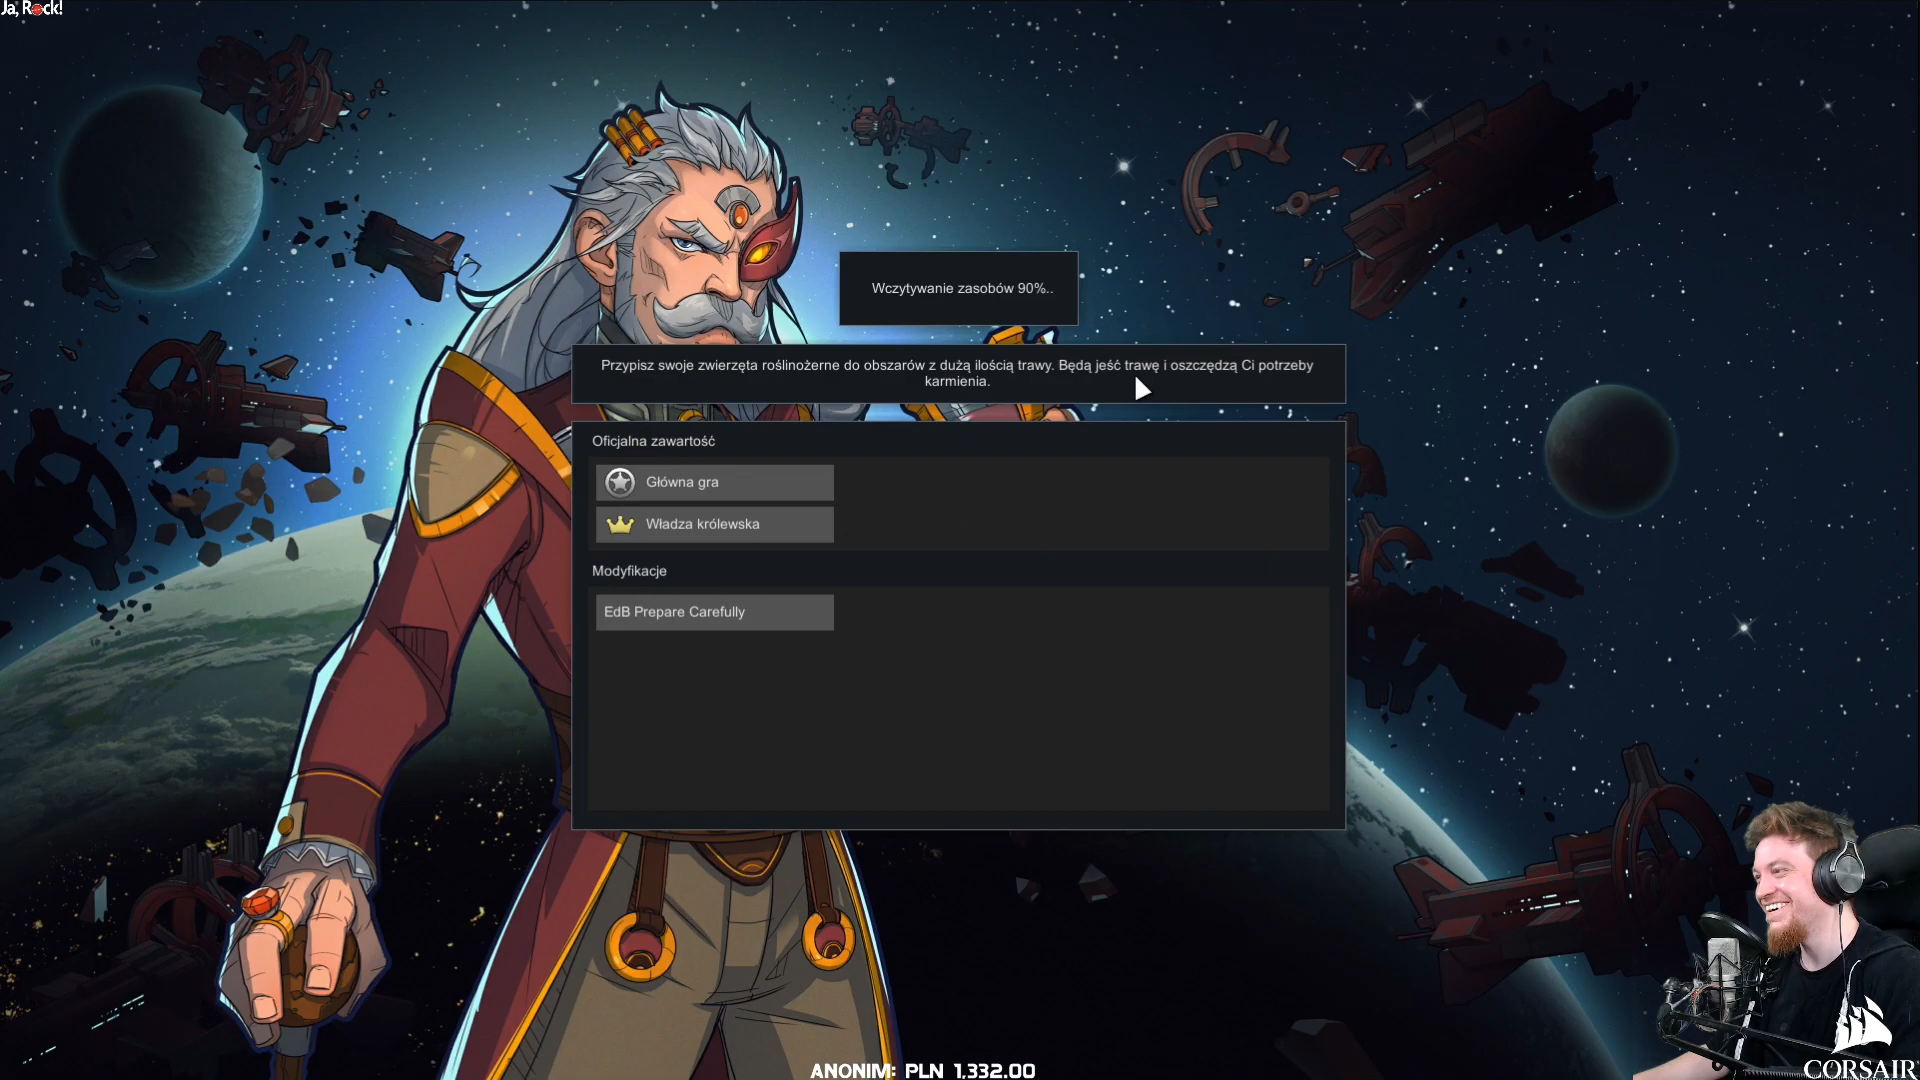 Ja, Rock!
Wczytywanie zasobów 90%..
Przypisz swoje zwierzęta roślinożerne do obszarów z dużą ilością trawy. Będą jeść trawę i oszczędzą Ci potrzeby
karmienia.
Oficjalna zawartość
Główna gra
Władza królewska
Modyfikacje
EdB Prepare Carefully
ANONIM: PLN 1,332.00
CORSAIR